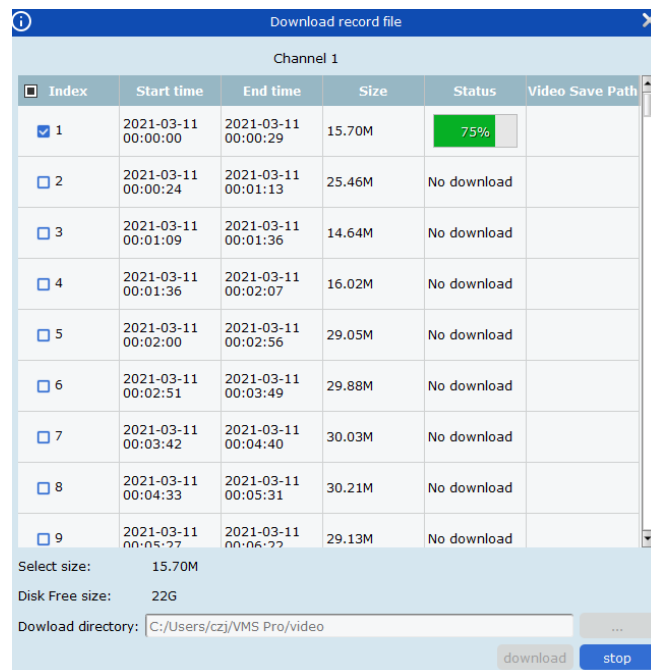 Download record file
Channel 1
Index Start time End time Size Status Video Save Path
1 2021-03-11 00:00:00 2021-03-11 00:00:29 15.70M 75%
2 2021-03-11 00:00:24 2021-03-11 00:01:13 25.46M No download
3 2021-03-11 00:01:09 2021-03-11 00:01:36 14.64M No download
4 2021-03-11 00:01:36 2021-03-11 00:02:07 16.02M No download
5 2021-03-11 00:02:00 2021-03-11 00:02:56 29.05M No download
6 2021-03-11 00:02:51 2021-03-11 00:03:49 29.88M No download
7 2021-03-11 00:03:42 2021-03-11 00:04:40 30.03M No download
8 2021-03-11 00:04:33 2021-03-11 00:05:31 30.21M No download
9 2021-03-11 00:05:27 2021-03-11 00:06:22 29.13M No download
Select size: 15.70M
Disk Free size: 22G
Dowload directory: C:/Users/czj/VMS Pro/video ...
download stop